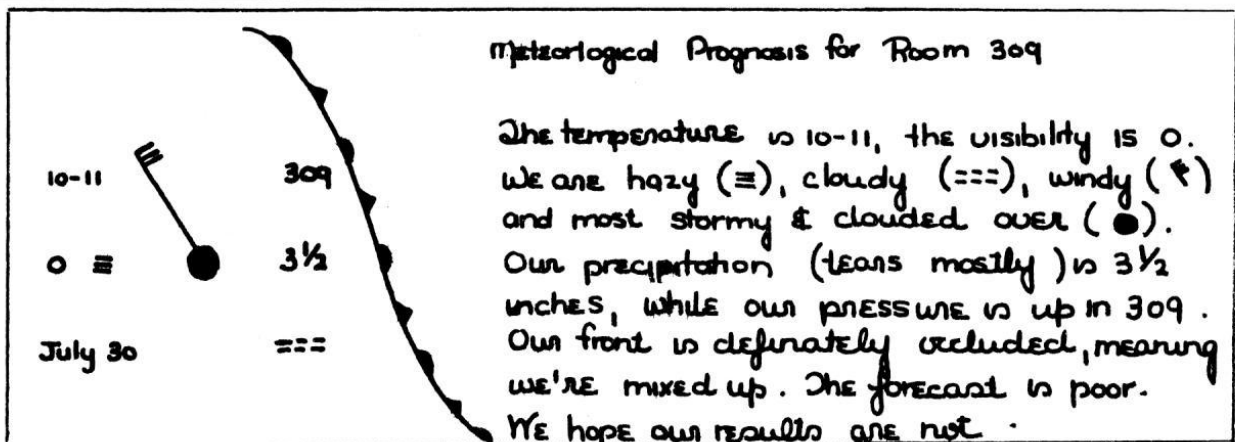 Meteorlogical Prognosis for Room 309
The temperature is 10-11, the visibility is 0.
We are hazy (≡), cloudy (===), windy ( )
and most stormy & clouded over (●).
Our precipitation (tears mostly) is 3½
inches, while our pressure is up in 309.
Our front is definately occluded, meaning
we're mixed up. The forecast is poor.
We hope our results are not.
10-11
309
0 ≡
3½
July 30
===